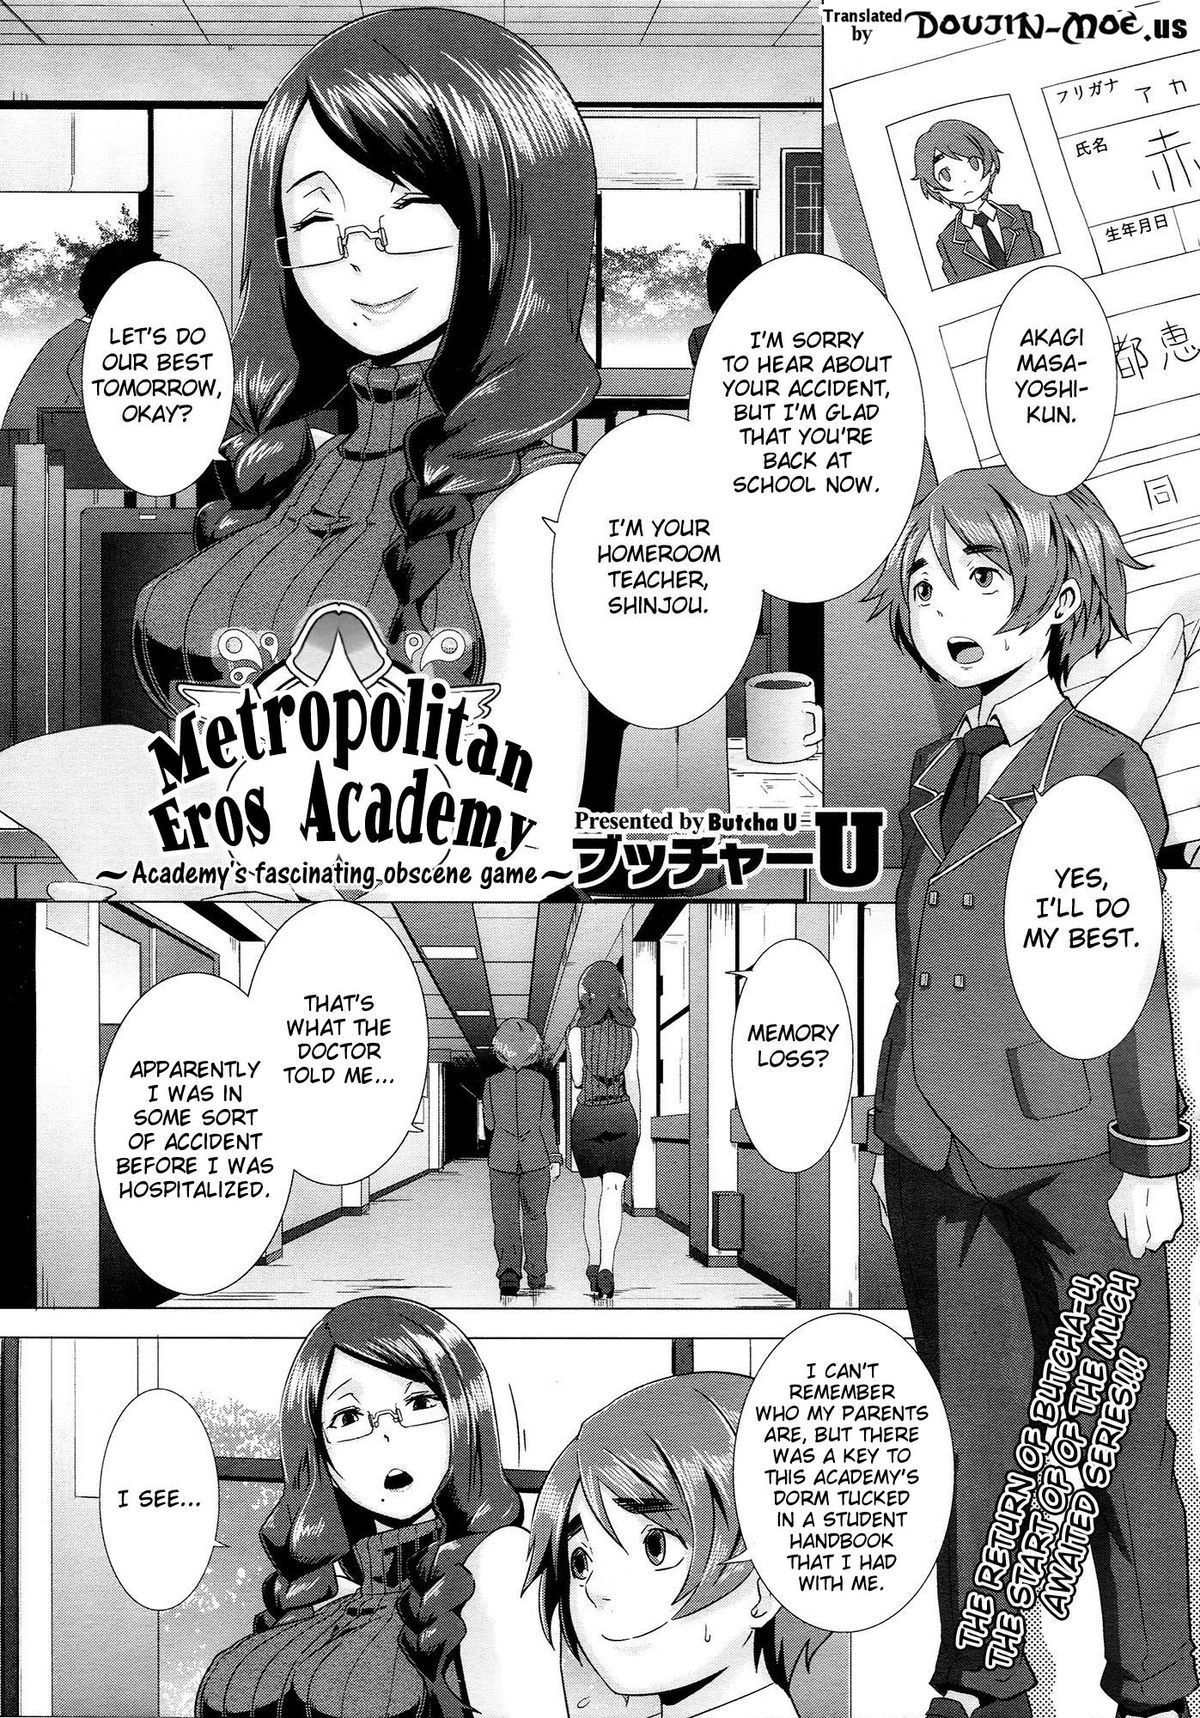 Translated
by DOUJIN-MOE.us
フリガナ アカ
氏名 赤
生年月日
都恵
同
AKAGI
MASA-
YOSHI-
KUN.
I'M SORRY
TO HEAR ABOUT
YOUR ACCIDENT,
BUT I'M GLAD
THAT YOU'RE
BACK AT
SCHOOL NOW.
I'M YOUR
HOMEROOM
TEACHER,
SHINJOU.
LET'S DO
OUR BEST
TOMORROW,
OKAY?
YES,
I'LL DO
MY BEST.
Metropolitan
Eros Academy
~Academy's fascinating obscene game~
Presented by Butcha U
ブッチャーU
MEMORY
LOSS?
THAT'S
WHAT THE
DOCTOR
TOLD ME...
APPARENTLY
I WAS IN
SOME SORT
OF ACCIDENT
BEFORE I WAS
HOSPITALIZED.
I CAN'T
REMEMBER
WHO MY PARENTS
ARE, BUT THERE
WAS A KEY TO
THIS ACADEMY'S
DORM TUCKED
IN A STUDENT
HANDBOOK
THAT I HAD
WITH ME.
I SEE...
THE RETURN OF BUTCHA-U,
THE START OF OF THE MUCH
AWAITED SERIES!!!